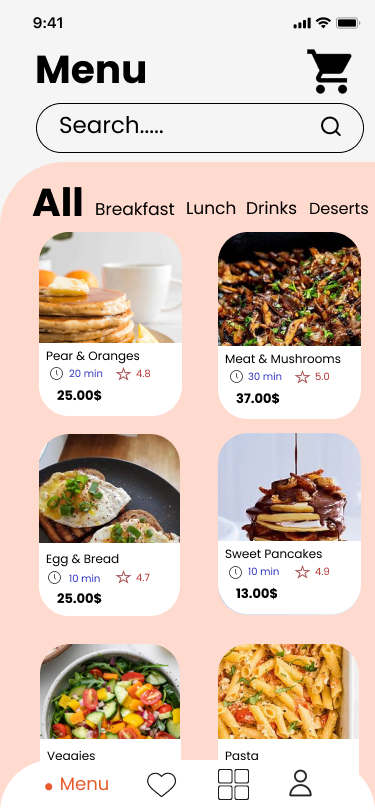 9:41
Menu
Search.....
All Breakfast Lunch Drinks Deserts
Pear & Oranges
20 min 4.8
25.00$
Meat & Mushrooms
30 min 5.0
37.00$
Egg & Bread
10 min 4.7
25.00$
Sweet Pancakes
10 min 4.9
13.00$
Veggies
Pasta
Menu